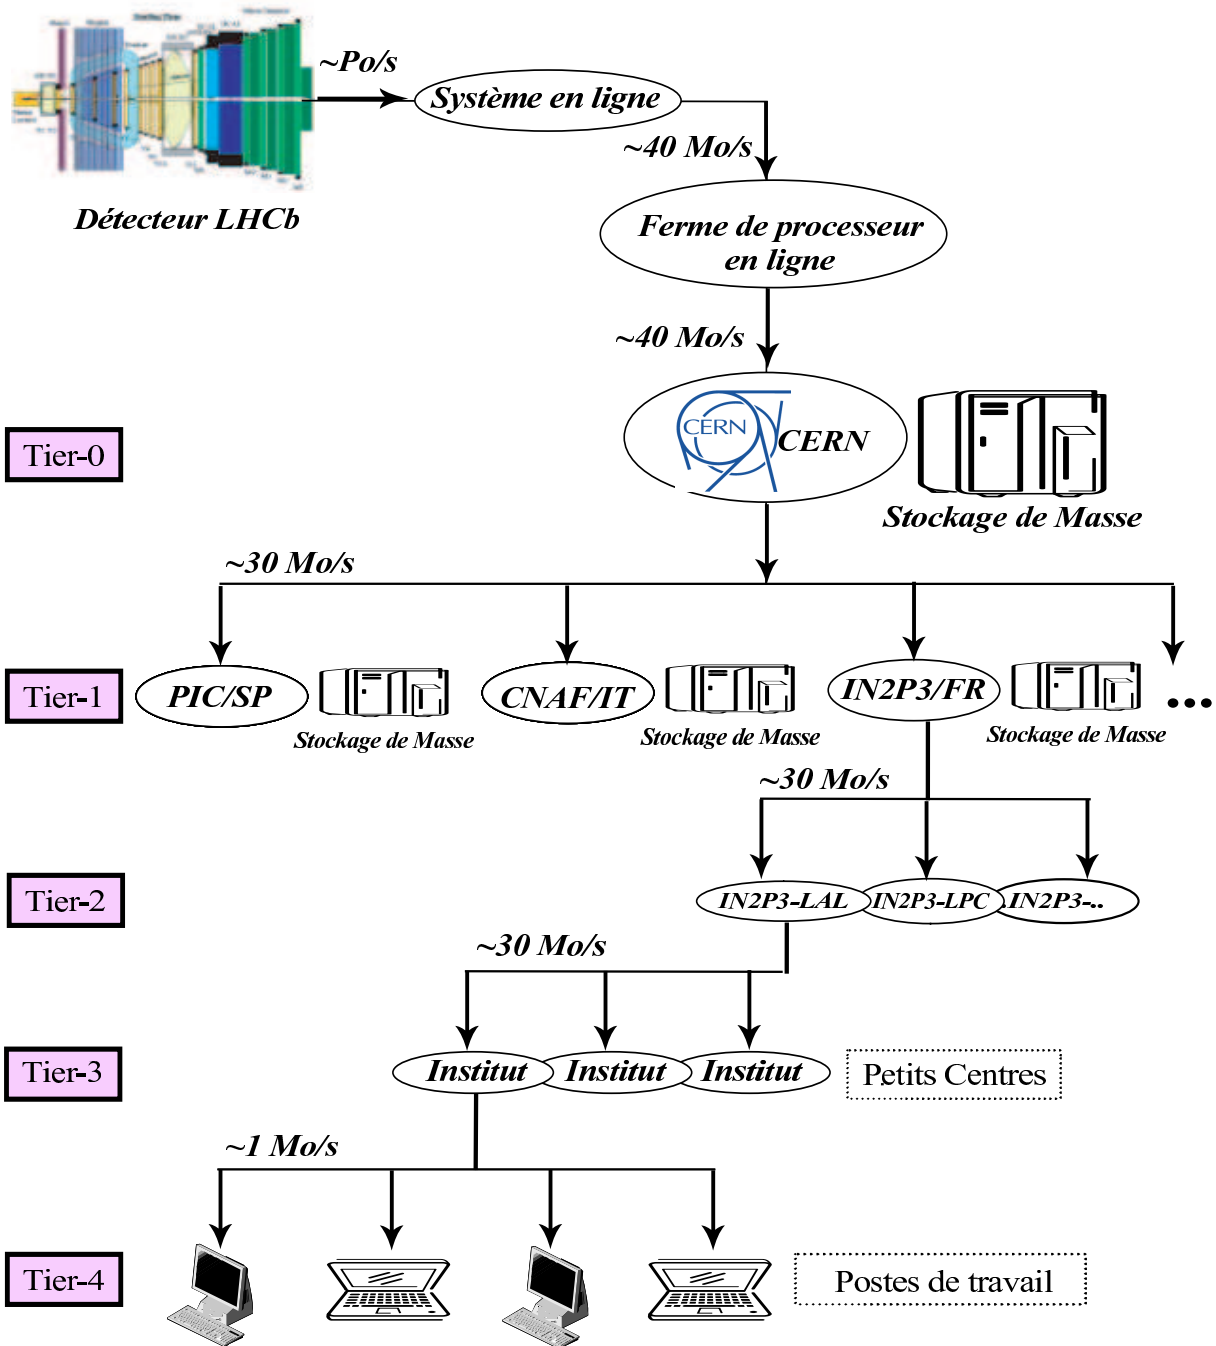 ~Po/s
Système en ligne
~40 Mo/s
Détecteur LHCb
Ferme de processeur
en ligne
~40 Mo/s
Tier-0
CERN
CERN
Stockage de Masse
~30 Mo/s
Tier-1
PIC/SP
Stockage de Masse
CNAF/IT
Stockage de Masse
IN2P3/FR
Stockage de Masse
...
~30 Mo/s
Tier-2
IN2P3-LAL
IN2P3-LPC
.IN2P3-..
~30 Mo/s
Tier-3
Institut
Institut
Institut
Petits Centres
~1 Mo/s
Tier-4
Postes de travail